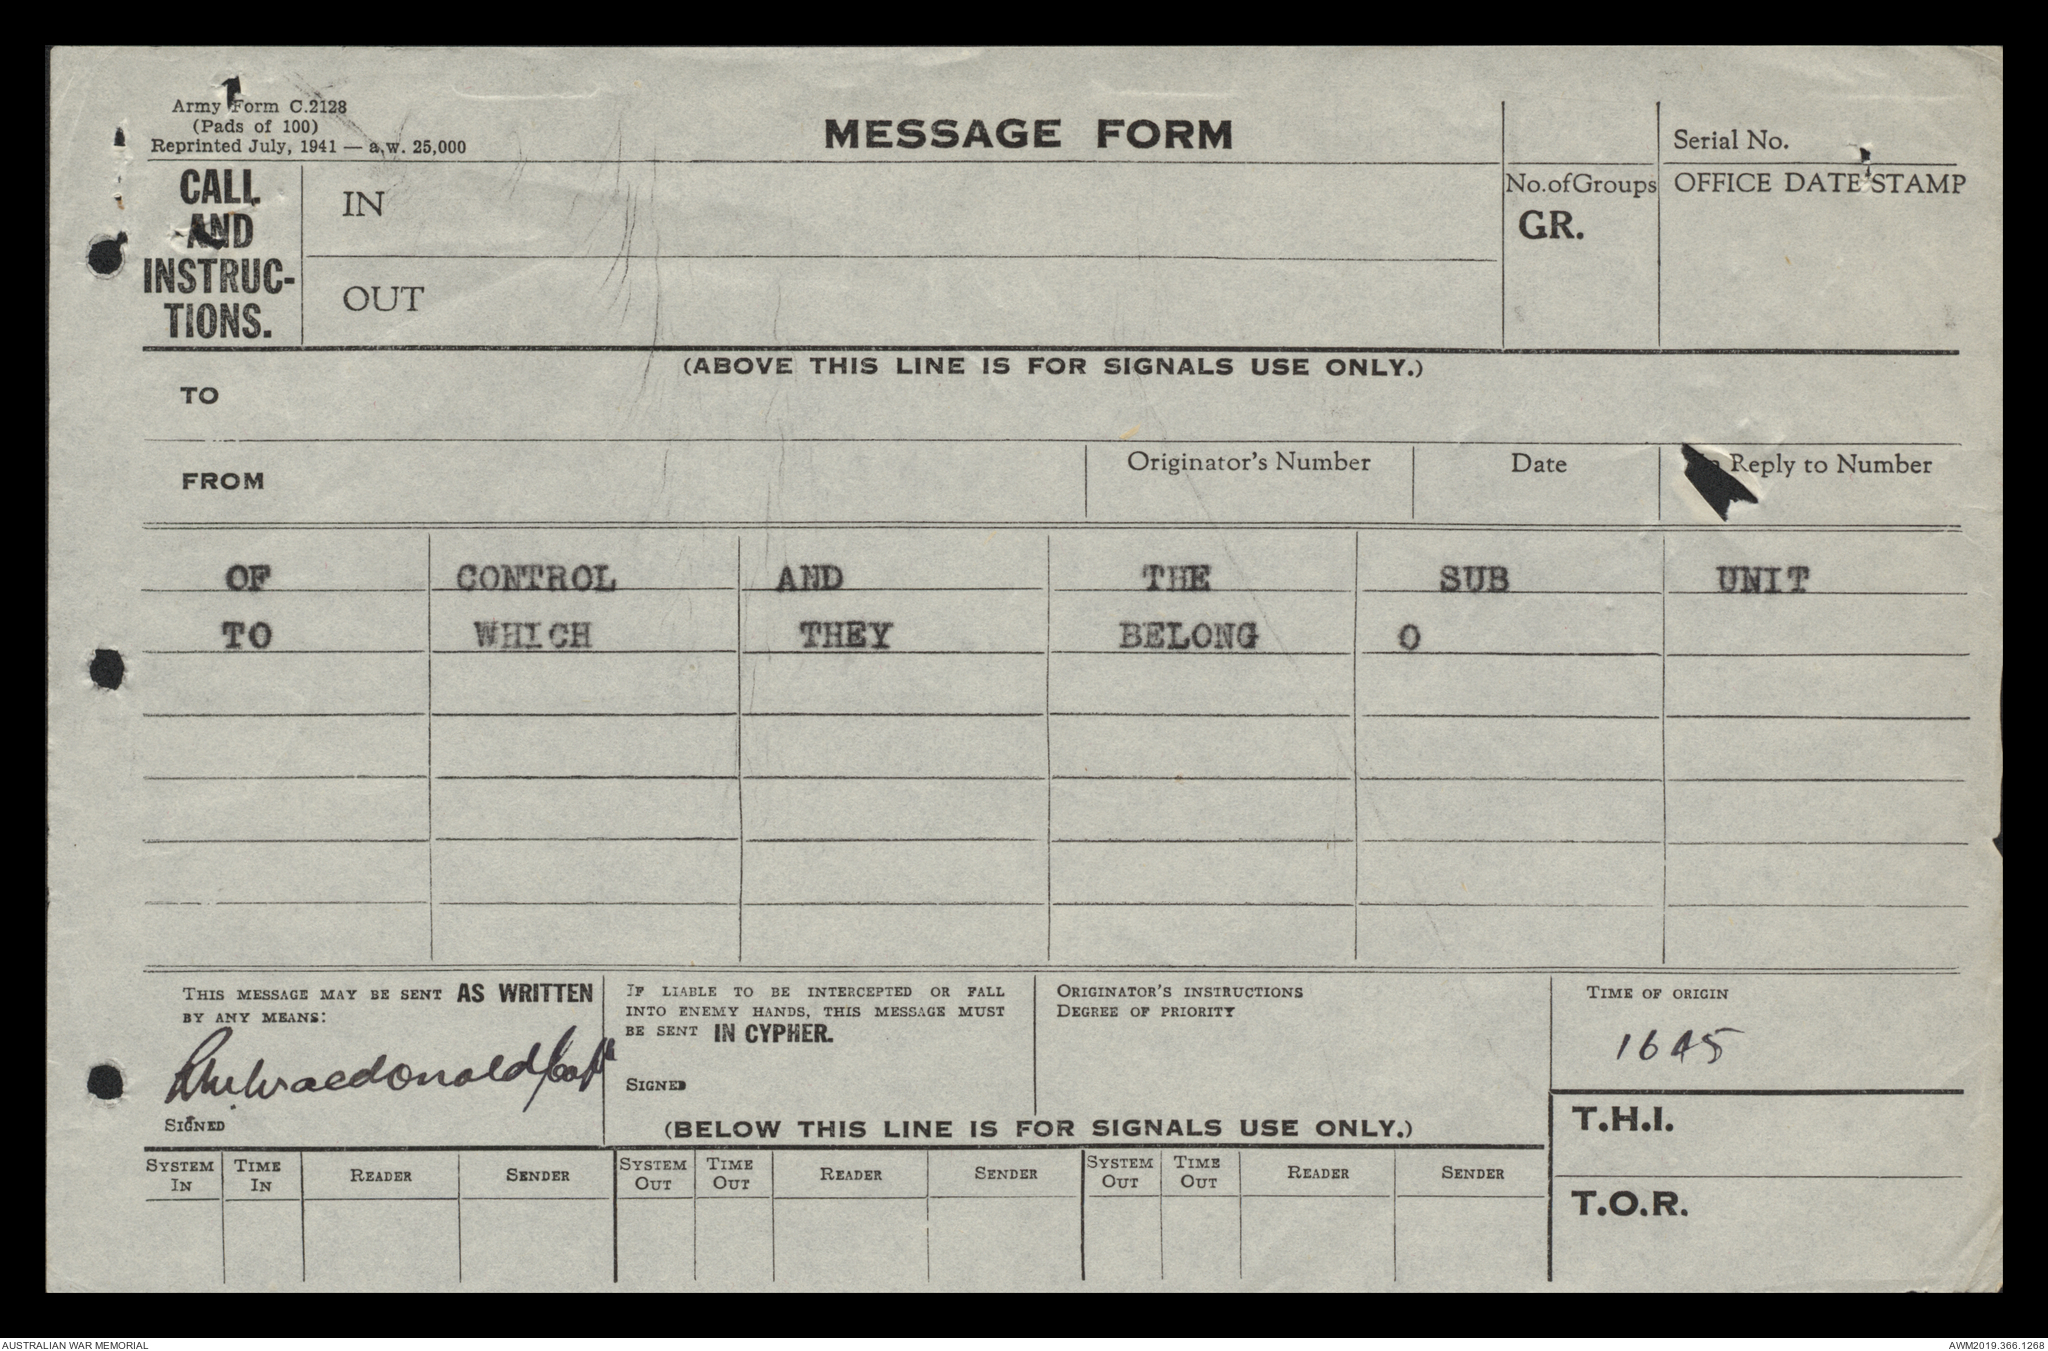 Army Form C.2128
(Pads of 100)
Reprinted July, 1941 — a.w. 25,000
MESSAGE FORM
Serial No.
CALL AND INSTRUC-TIONS.
IN
OUT
No. of Groups
GR.
OFFICE DATE STAMP
(ABOVE THIS LINE IS FOR SIGNALS USE ONLY.)
TO
FROM
Originator's Number
Date
Reply to Number
OF CONTROL AND THE SUB UNIT
TO WHICH THEY BELONG O
THIS MESSAGE MAY BE SENT AS WRITTEN
BY ANY MEANS:
Macdonald Capt
SIGNED
IF LIABLE TO BE INTERCEPTED OR FALL
INTO ENEMY HANDS, THIS MESSAGE MUST
BE SENT IN CYPHER.
SIGNED
ORIGINATOR'S INSTRUCTIONS
DEGREE OF PRIORITY
TIME OF ORIGIN
1645
T.H.I.
T.O.R.
(BELOW THIS LINE IS FOR SIGNALS USE ONLY.)
SYSTEM IN TIME IN READER SENDER SYSTEM OUT TIME OUT READER SENDER SYSTEM OUT TIME OUT READER SENDER
AUSTRALIAN WAR MEMORIAL
AWM2019.366.1268